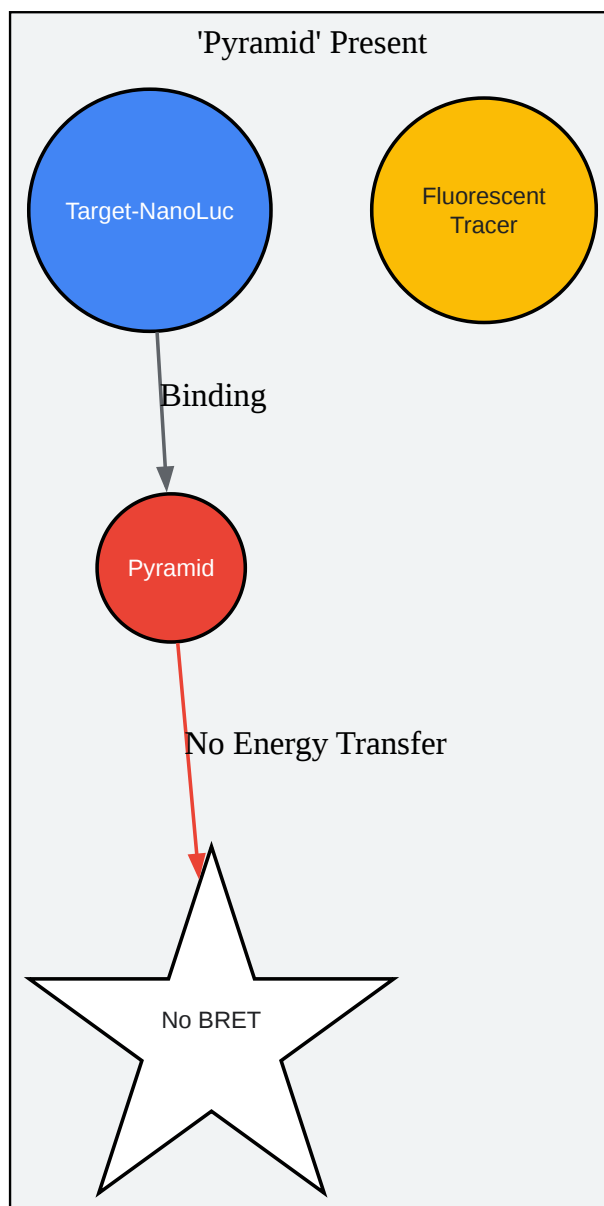 'Pyramid' Present
Target-NanoLuc
Fluorescent
Tracer
Binding
Pyramid
No Energy Transfer
No BRET